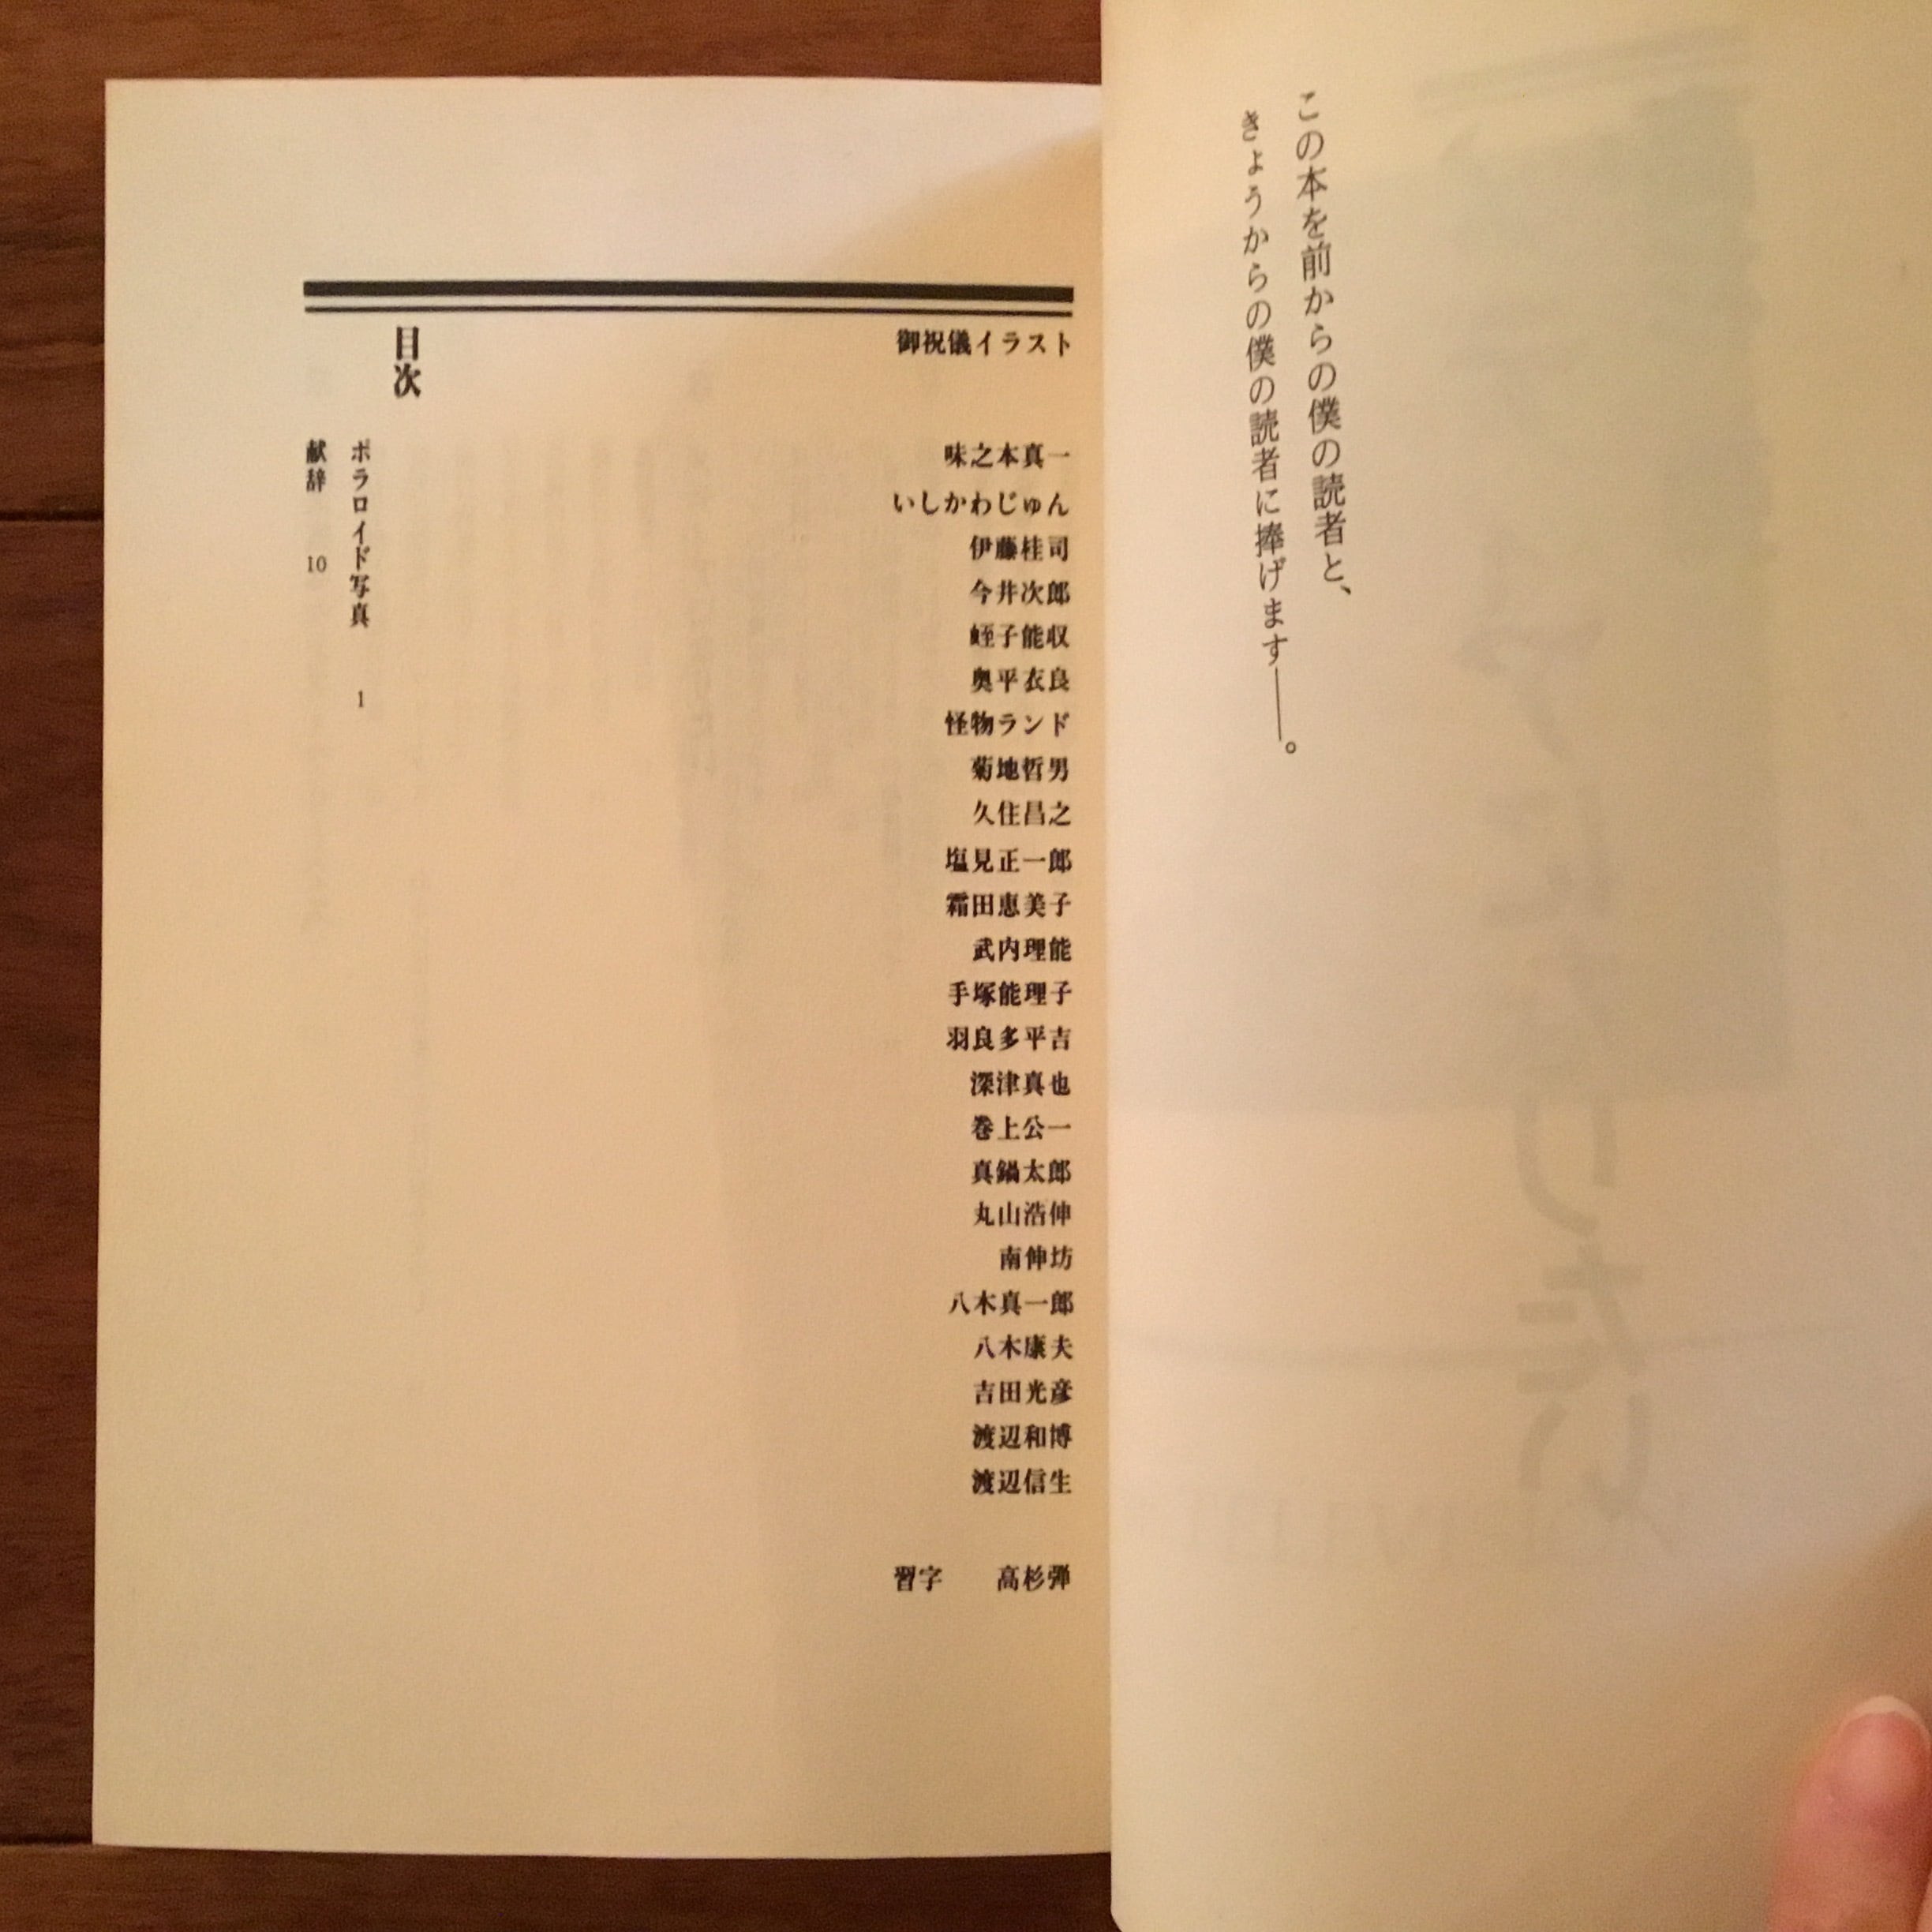 この本を前からの僕の読者と、
きょうからの僕の読者に捧げます――。
御祝儀イラスト
味之本真一
いしかわじゅん
伊藤桂司
今井次郎
蛭子能収
奥平衣良
怪物ランド
菊地哲男
久住昌之
塩見正一郎
霜田恵美子
武内理能
手塚能理子
羽良多平吉
深津真也
巻上公一
真鍋太郎
丸山浩伸
南伸坊
八木真一郎
八木康夫
吉田光彦
渡辺和博
渡辺信生
習字　高杉弾
目次
ポラロイド写真　1
献辞　10